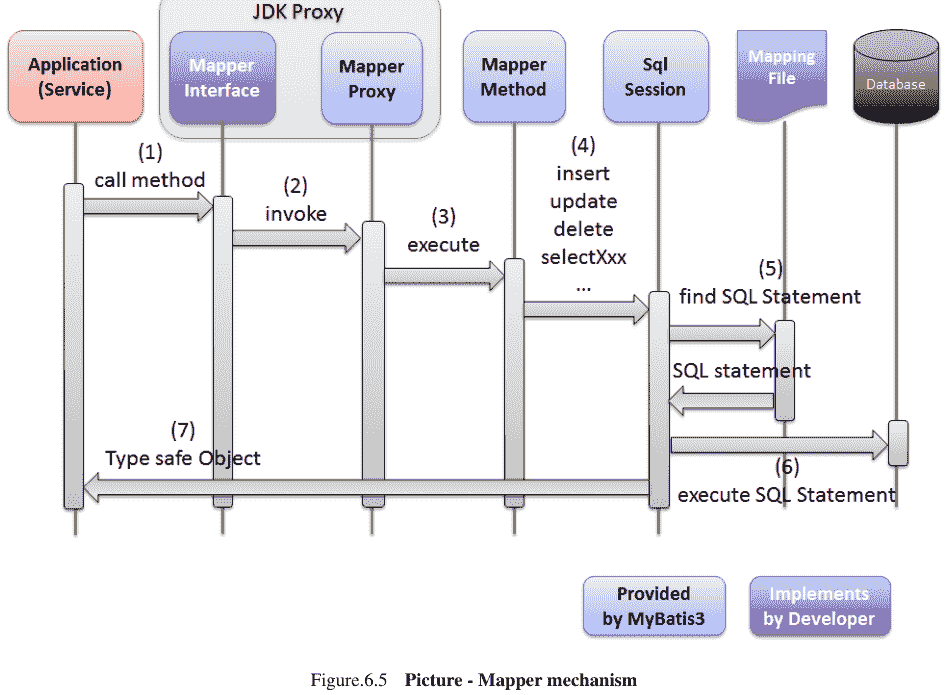 JDK Proxy
Application
(Service)
Mapper
Interface
Mapper
Proxy
Mapper
Method
Sql
Session
Mapping
File
Database
(1)
call method
(2)
invoke
(3)
execute
(4)
insert
update
delete
selectXxx
...
(5)
find SQL Statement
SQL statement
(6)
execute SQL Statement
(7)
Type safe Object
Provided
by MyBatis3
Implements
by Developer
Figure.6.5 Picture - Mapper mechanism